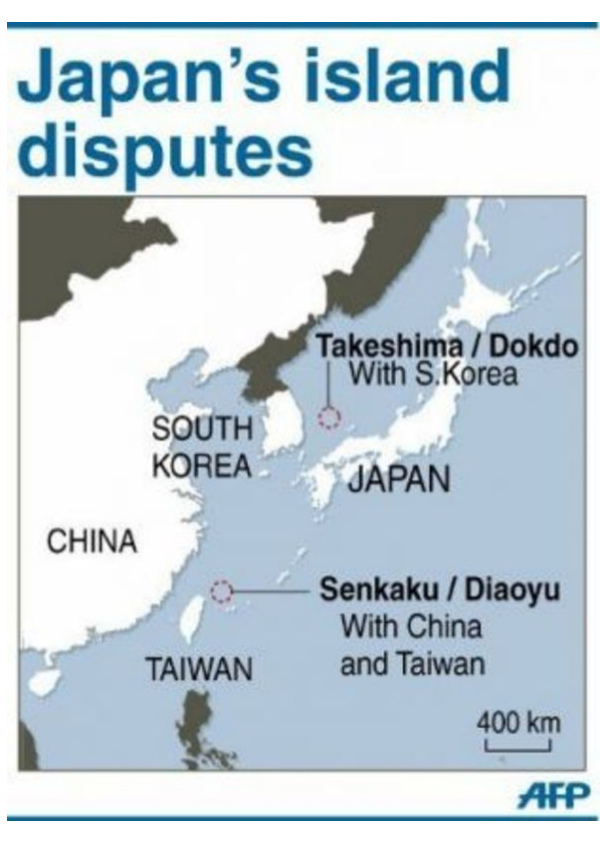 Japan's island
disputes
Takeshima / Dokdo
With S.Korea
SOUTH
KOREA
JAPAN
CHINA
Senkaku / Diaoyu
With China
and Taiwan
TAIWAN
400 km
AFP